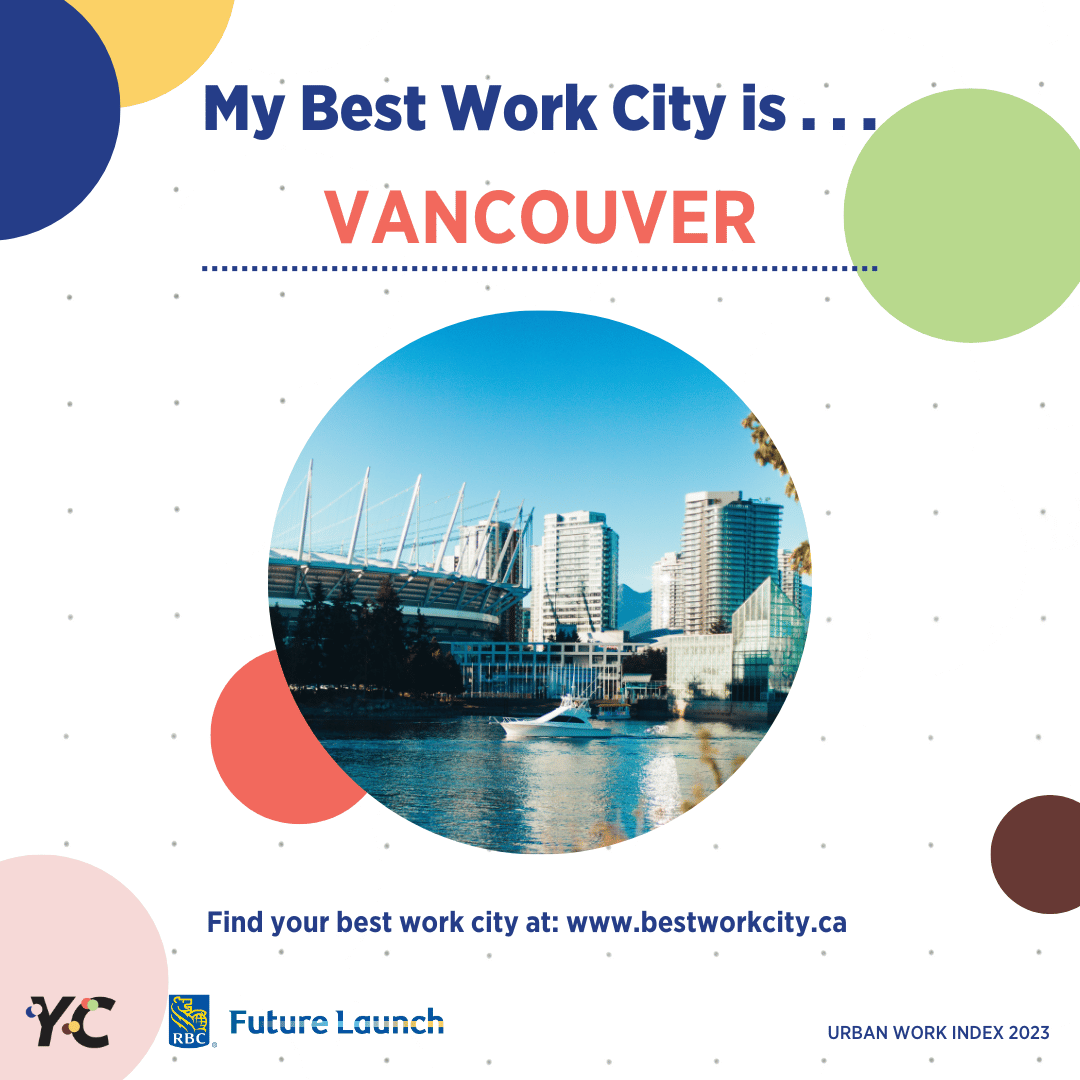 My Best Work City is . . .
VANCOUVER
Find your best work city at: www.bestworkcity.ca
YC
RBC
®
Future Launch
URBAN WORK INDEX 2023